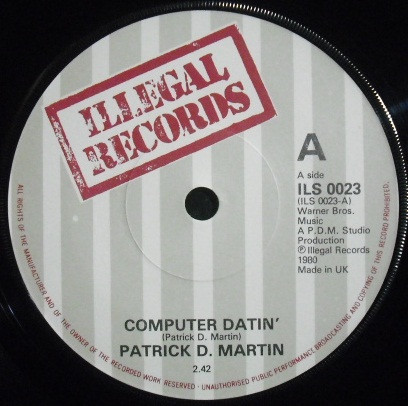 ILLEGAL
RECORDS
A
A side
ILS 0023
(ILS 0023-A)
Warner Bros.
Music
A P.D.M. Studio
Production
Ⓟ Illegal Records
1980
Made in UK
COMPUTER DATIN'
(Patrick D. Martin)
PATRICK D. MARTIN
2.42
ALL RIGHTS OF THE MANUFACTURER AND OF THE OWNER OF THE RECORDED WORK RESERVED · UNAUTHORISED PUBLIC PERFORMANCE, BROADCASTING AND COPYING OF THIS RECORD PROHIBITED.